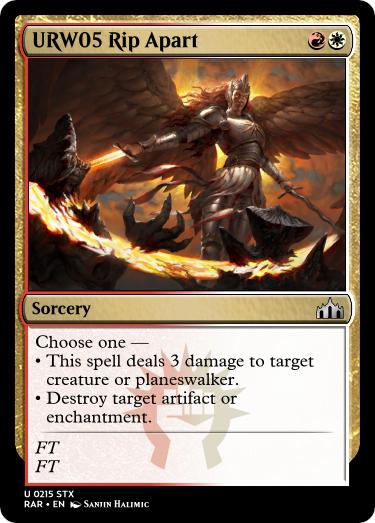 URW05 Rip Apart
Sorcery
Choose one —
• This spell deals 3 damage to target
creature or planeswalker.
• Destroy target artifact or
enchantment.
FT
FT
U 0215 STX
RAR • EN Sanjin Halimic